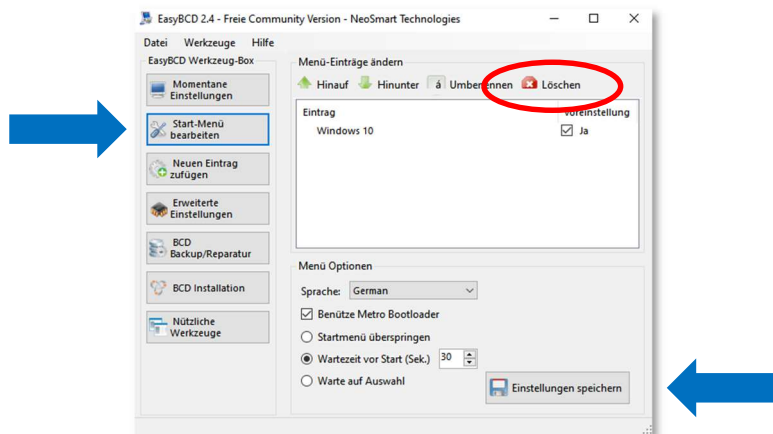 EasyBCD 2.4 - Freie Community Version - NeoSmart Technologies
Datei Werkzeuge Hilfe
EasyBCD Werkzeug-Box
Momentane
Einstellungen
Start-Menü
bearbeiten
Neuen Eintrag
zufügen
Erweiterte
Einstellungen
BCD
Backup/Reparatur
BCD Installation
Nützliche
Werkzeuge
Menü-Einträge ändern
Hinauf Hinunter á Umbenennen Löschen
Eintrag Voreinstellung
Windows 10 Ja
Menü Optionen
Sprache: German
Benütze Metro Bootloader
Startmenü überspringen
Wartezeit vor Start (Sek.) 30
Warte auf Auswahl
Einstellungen speichern